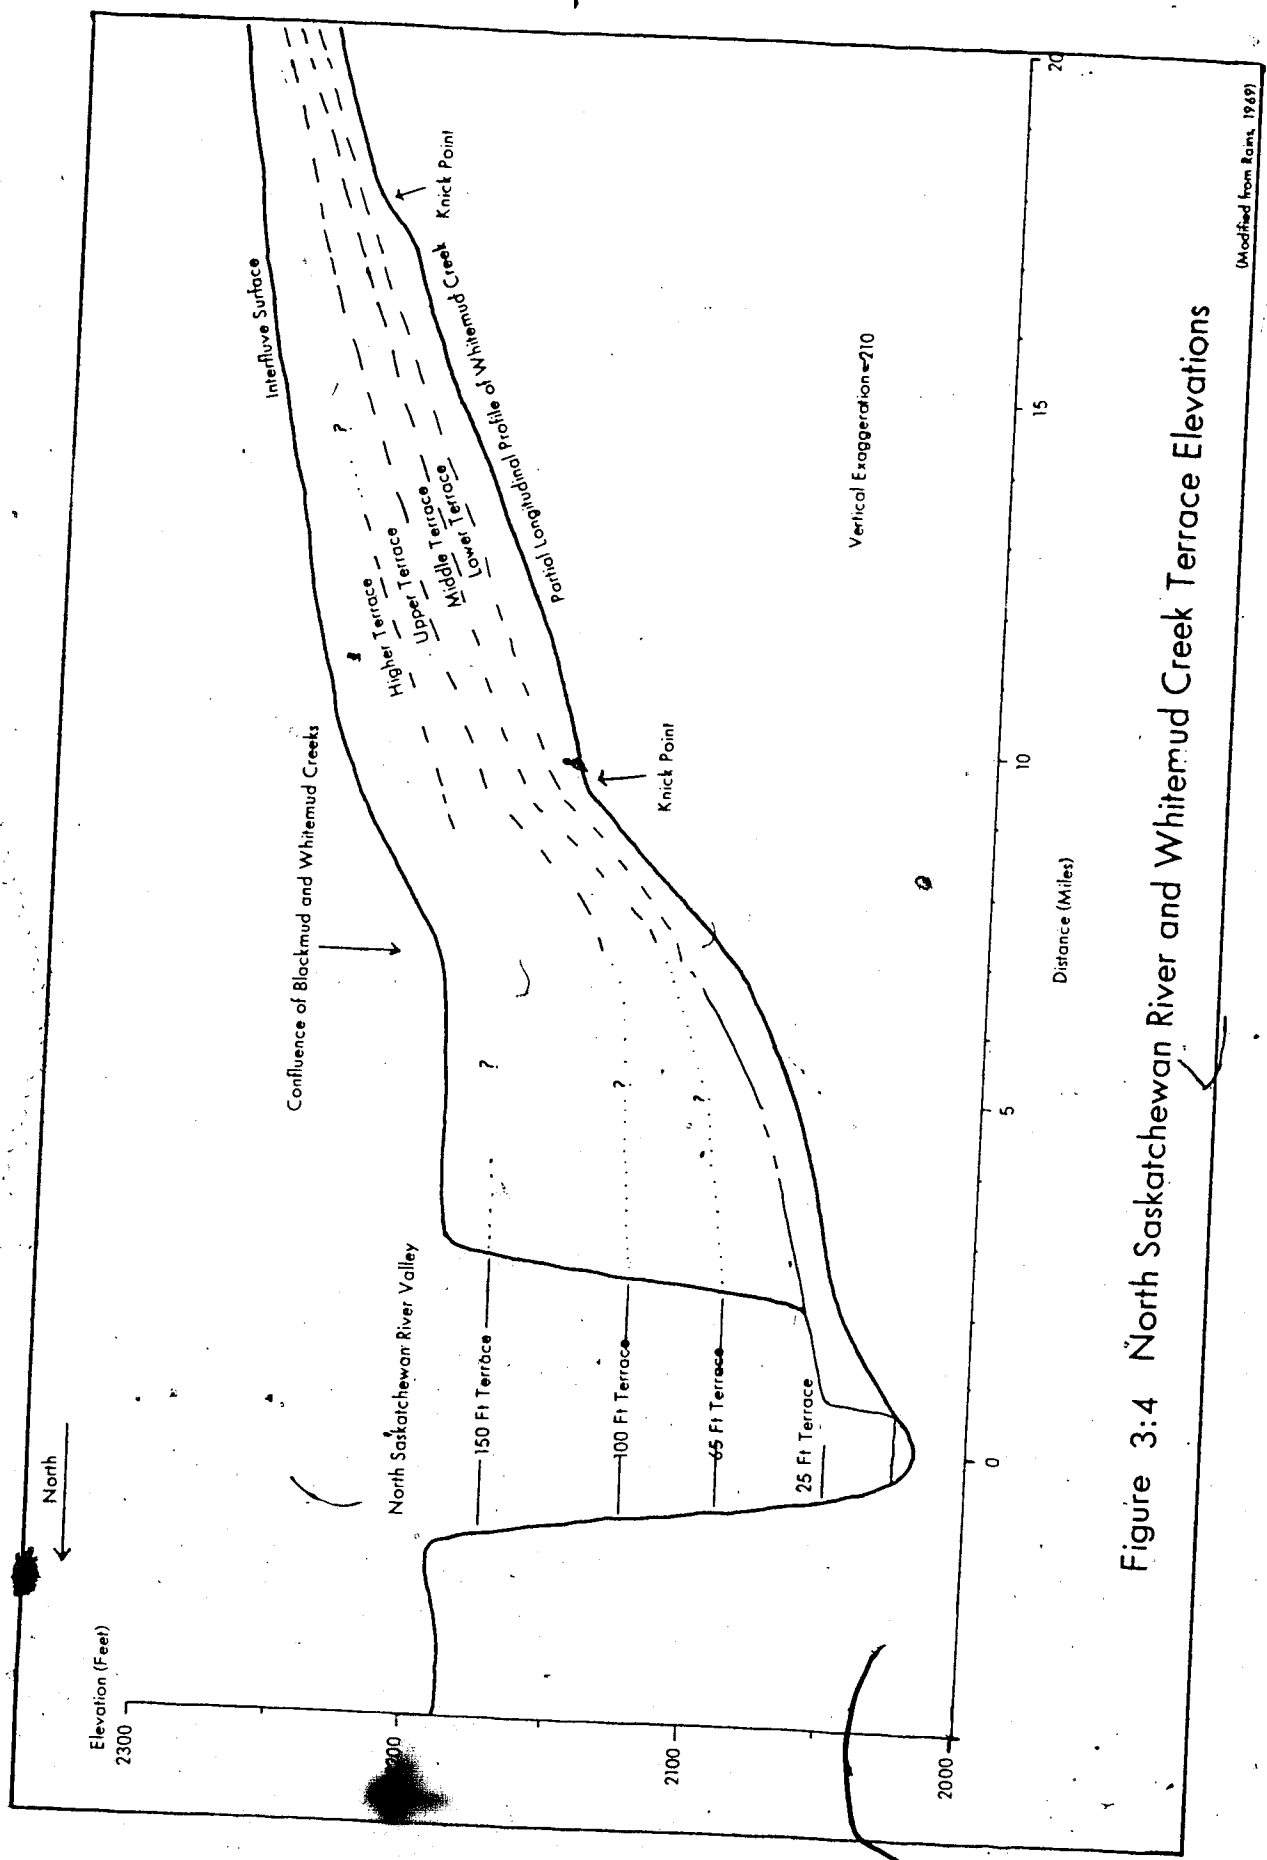 North
Elevation (Feet)
2300
2200
2100
2000
Interfluve Surface
Confluence of Blackmud and Whitemud Creeks
Knick Point
?
Higher Terrace
Upper Terrace
Middle Terrace
Lower Terrace
Partial Longitudinal Profile of Whitemud Creek
Knick Point
North Saskatchewan River Valley
150 Ft Terrace
?
100 Ft Terrace
?
65 Ft Terrace
?
25 Ft Terrace
Vertical Exaggeration=210
0
5
10
15
20
Distance (Miles)
Figure 3:4 North Saskatchewan River and Whitemud Creek Terrace Elevations
(Modified from Rains, 1969)